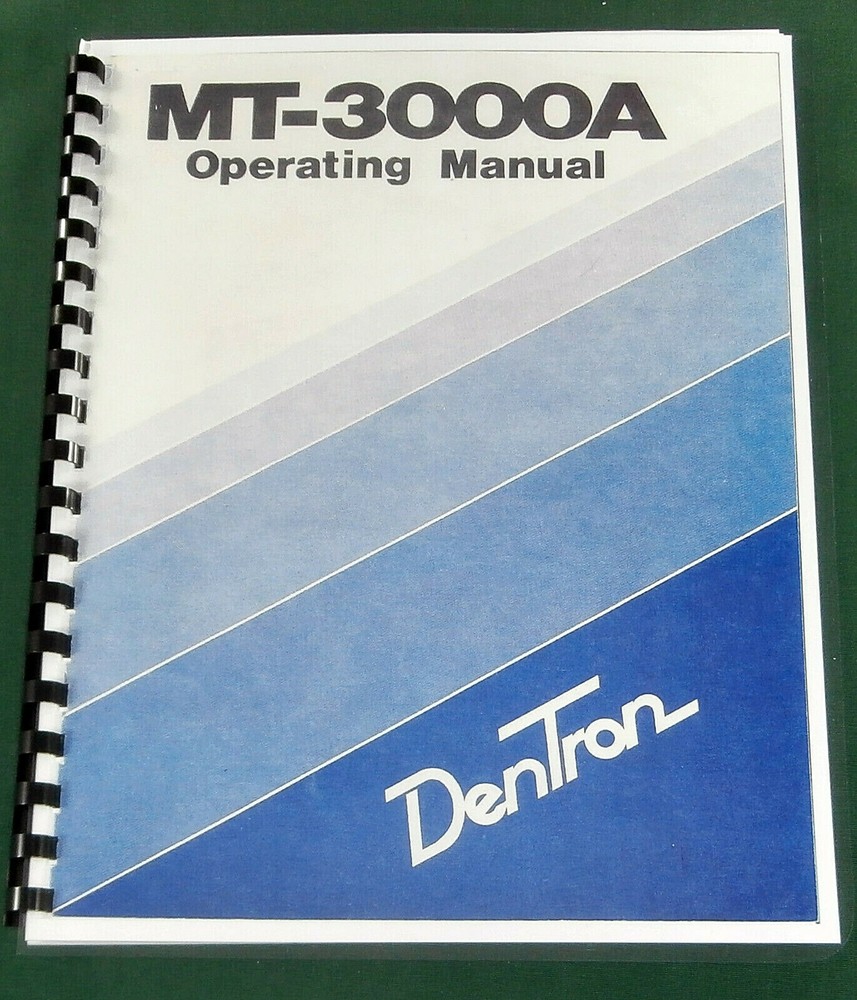 MT-3000A
Operating Manual
DenTron